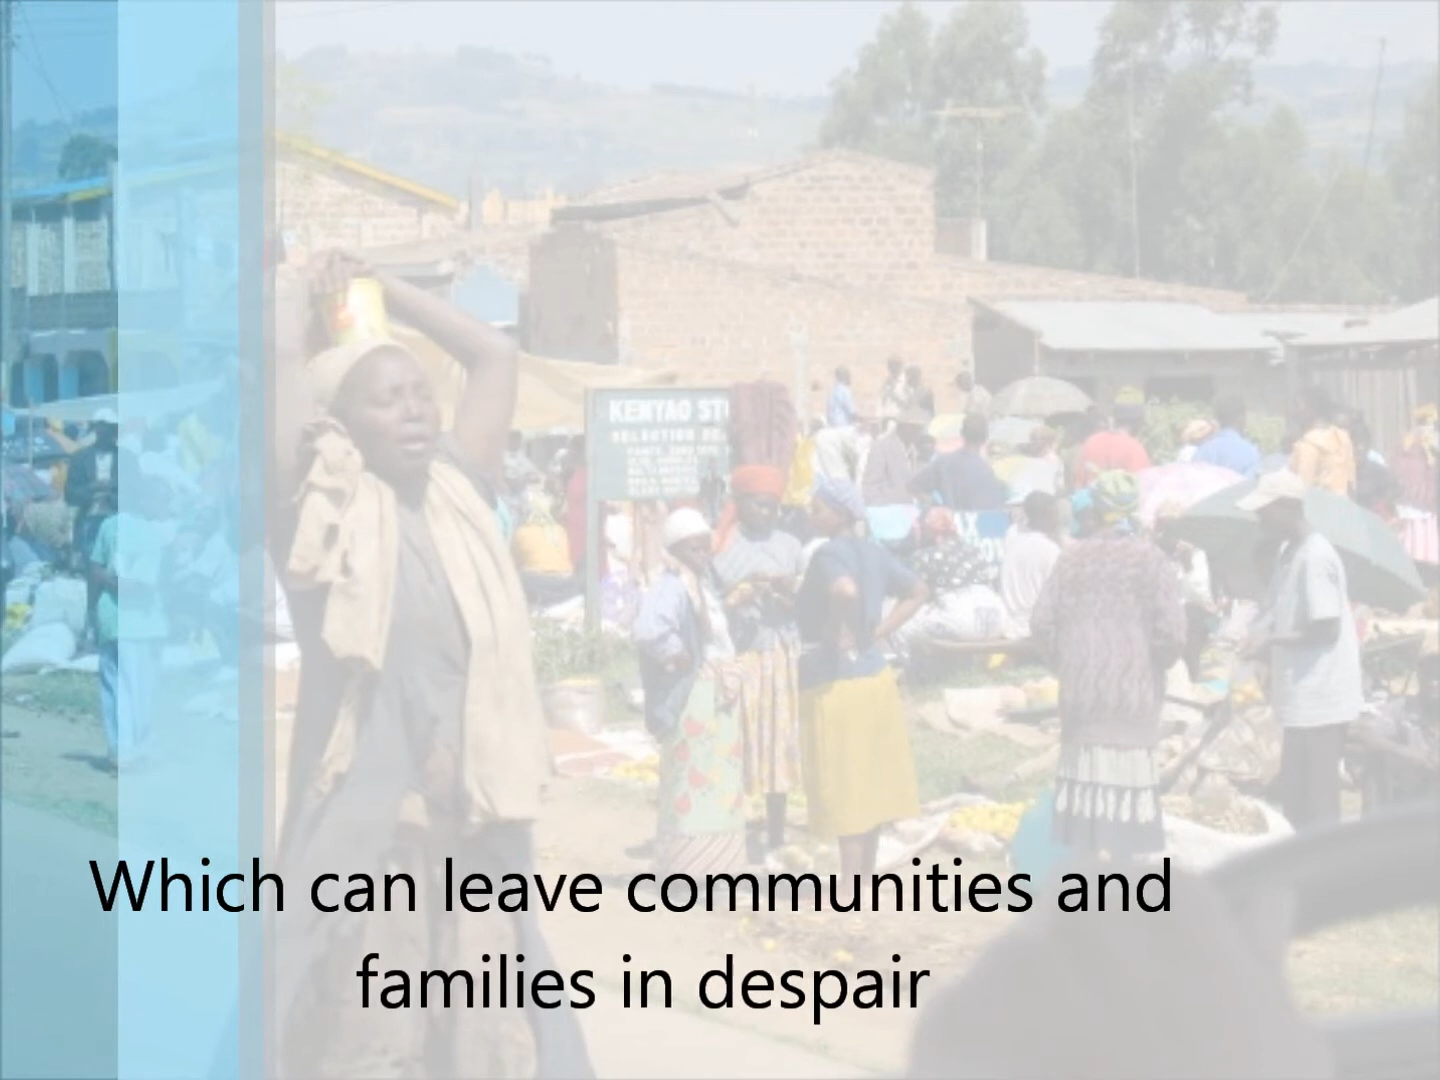 KENYAO ST
SELECTION
Which can leave communities and
families in despair